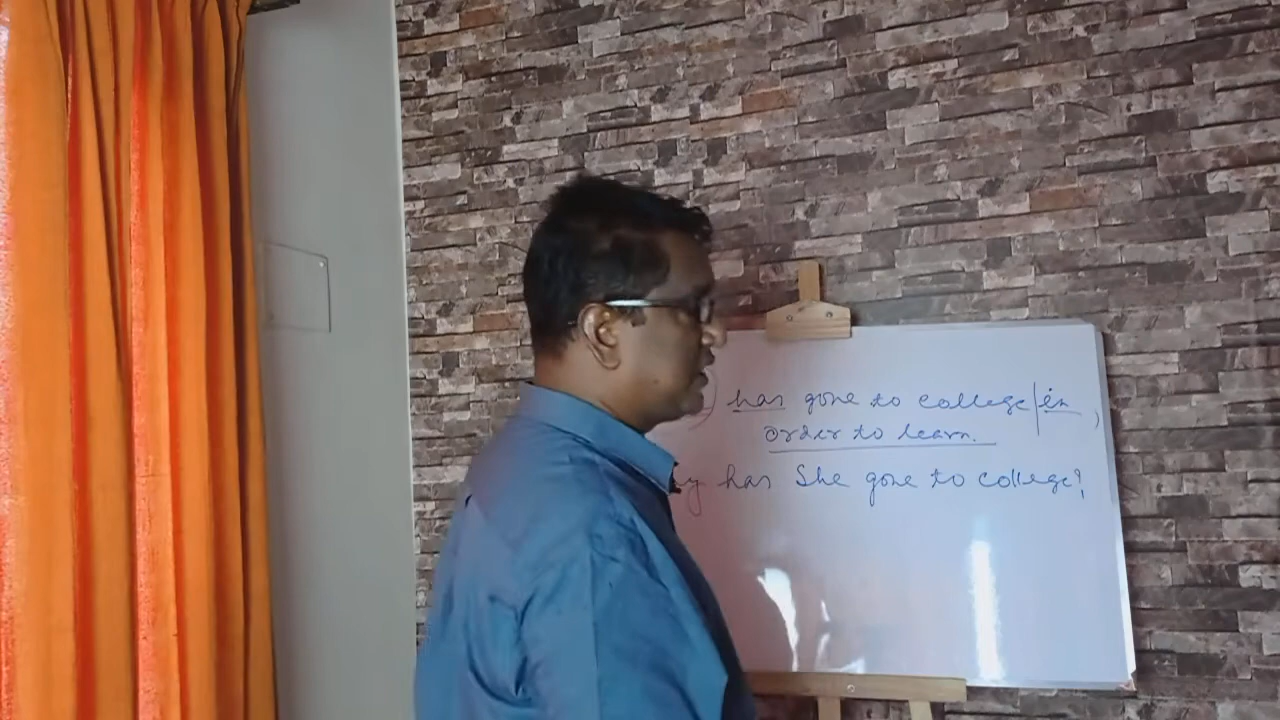 has gone to college/in
order to learn.
has She gone to college?